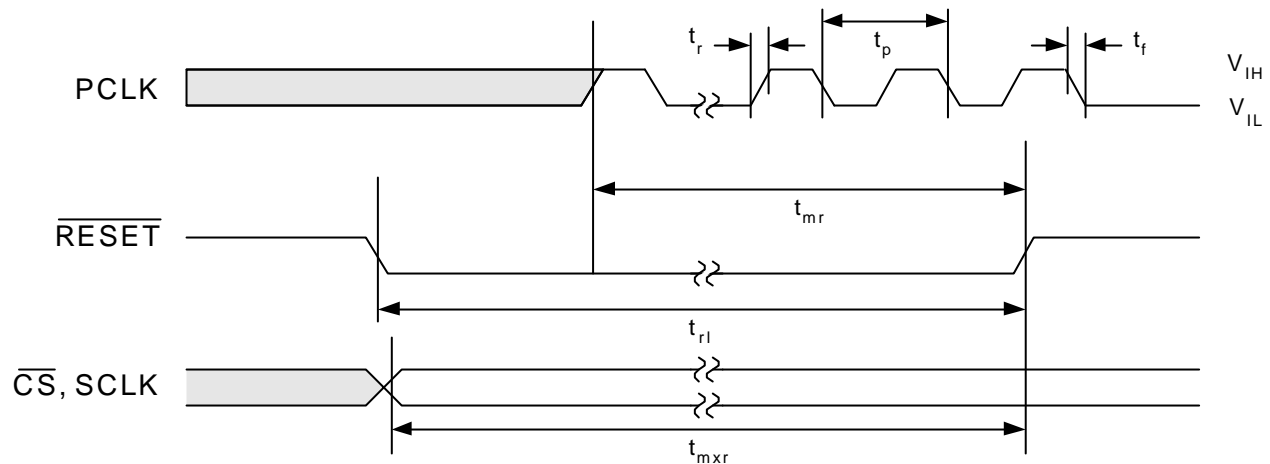 t_r
t_p
t_f
PCLK
V_IH
V_IL
t_mr
RESET
t_rl
CS, SCLK
t_mxr